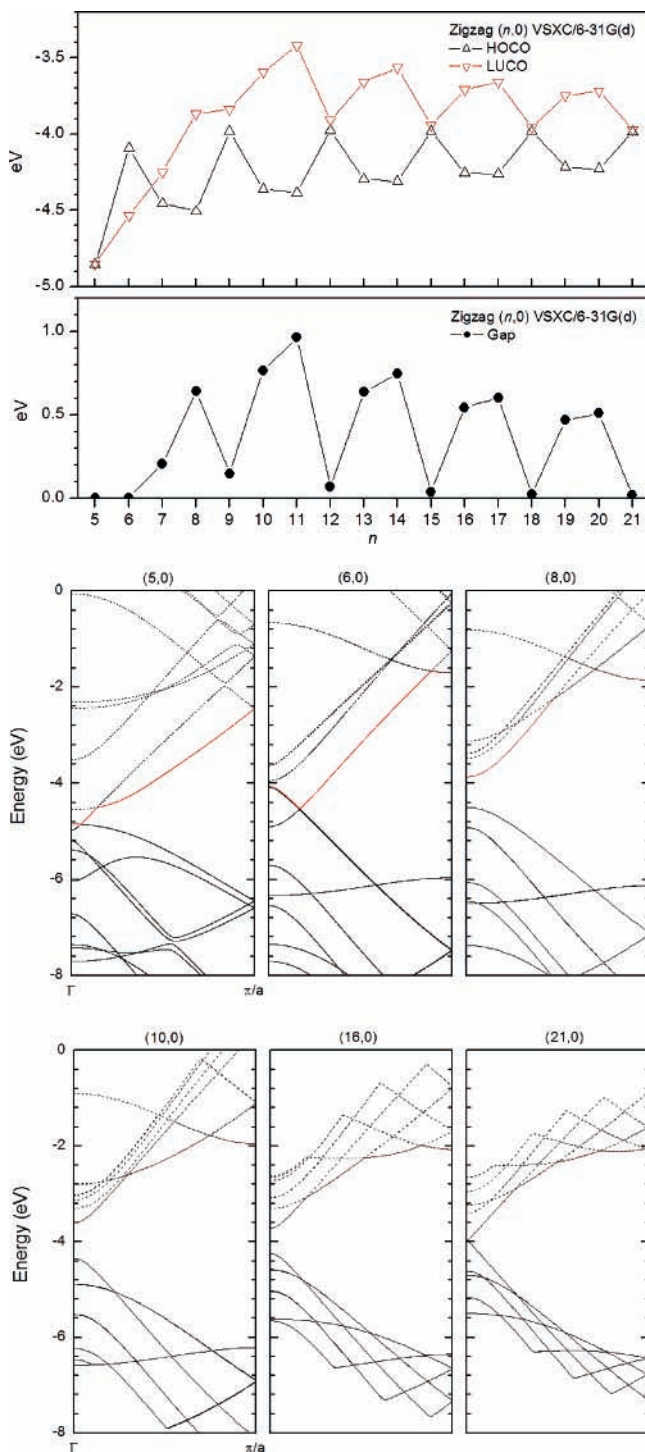 Zigzag (n,0) VSXC/6-31G(d)
HOCO
LUCO
eV
-3.5
-4.0
-4.5
-5.0
Zigzag (n,0) VSXC/6-31G(d)
Gap
eV
1.0
0.5
0.0
5 6 7 8 9 10 11 12 13 14 15 16 17 18 19 20 21
n
(5,0) (6,0) (8,0)
Energy (eV)
0
-2
-4
-6
-8
Γ π/a
(10,0) (16,0) (21,0)
Energy (eV)
0
-2
-4
-6
-8
Γ π/a